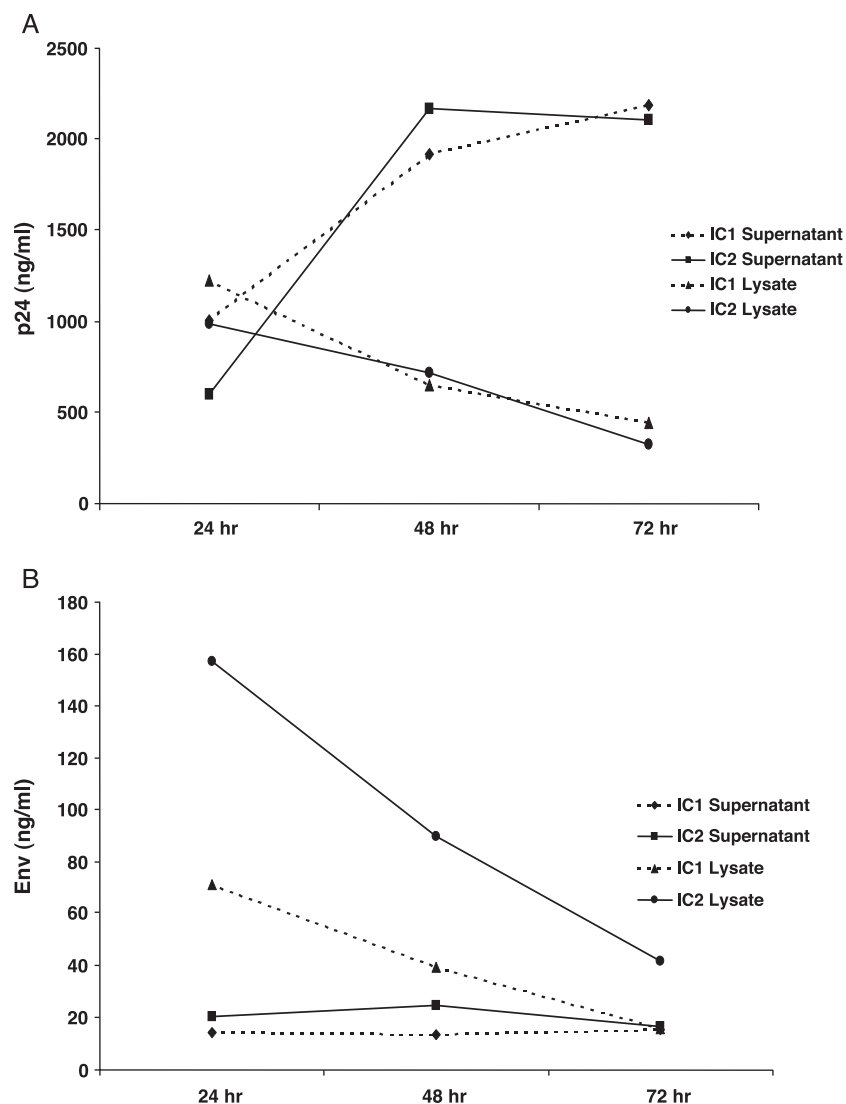 A
2500
2000
1500
1000
500
0
p24 (ng/ml)
24 hr 48 hr 72 hr
IC1 Supernatant
IC2 Supernatant
IC1 Lysate
IC2 Lysate
B
180
160
140
120
100
80
60
40
20
0
Env (ng/ml)
24 hr 48 hr 72 hr
IC1 Supernatant
IC2 Supernatant
IC1 Lysate
IC2 Lysate